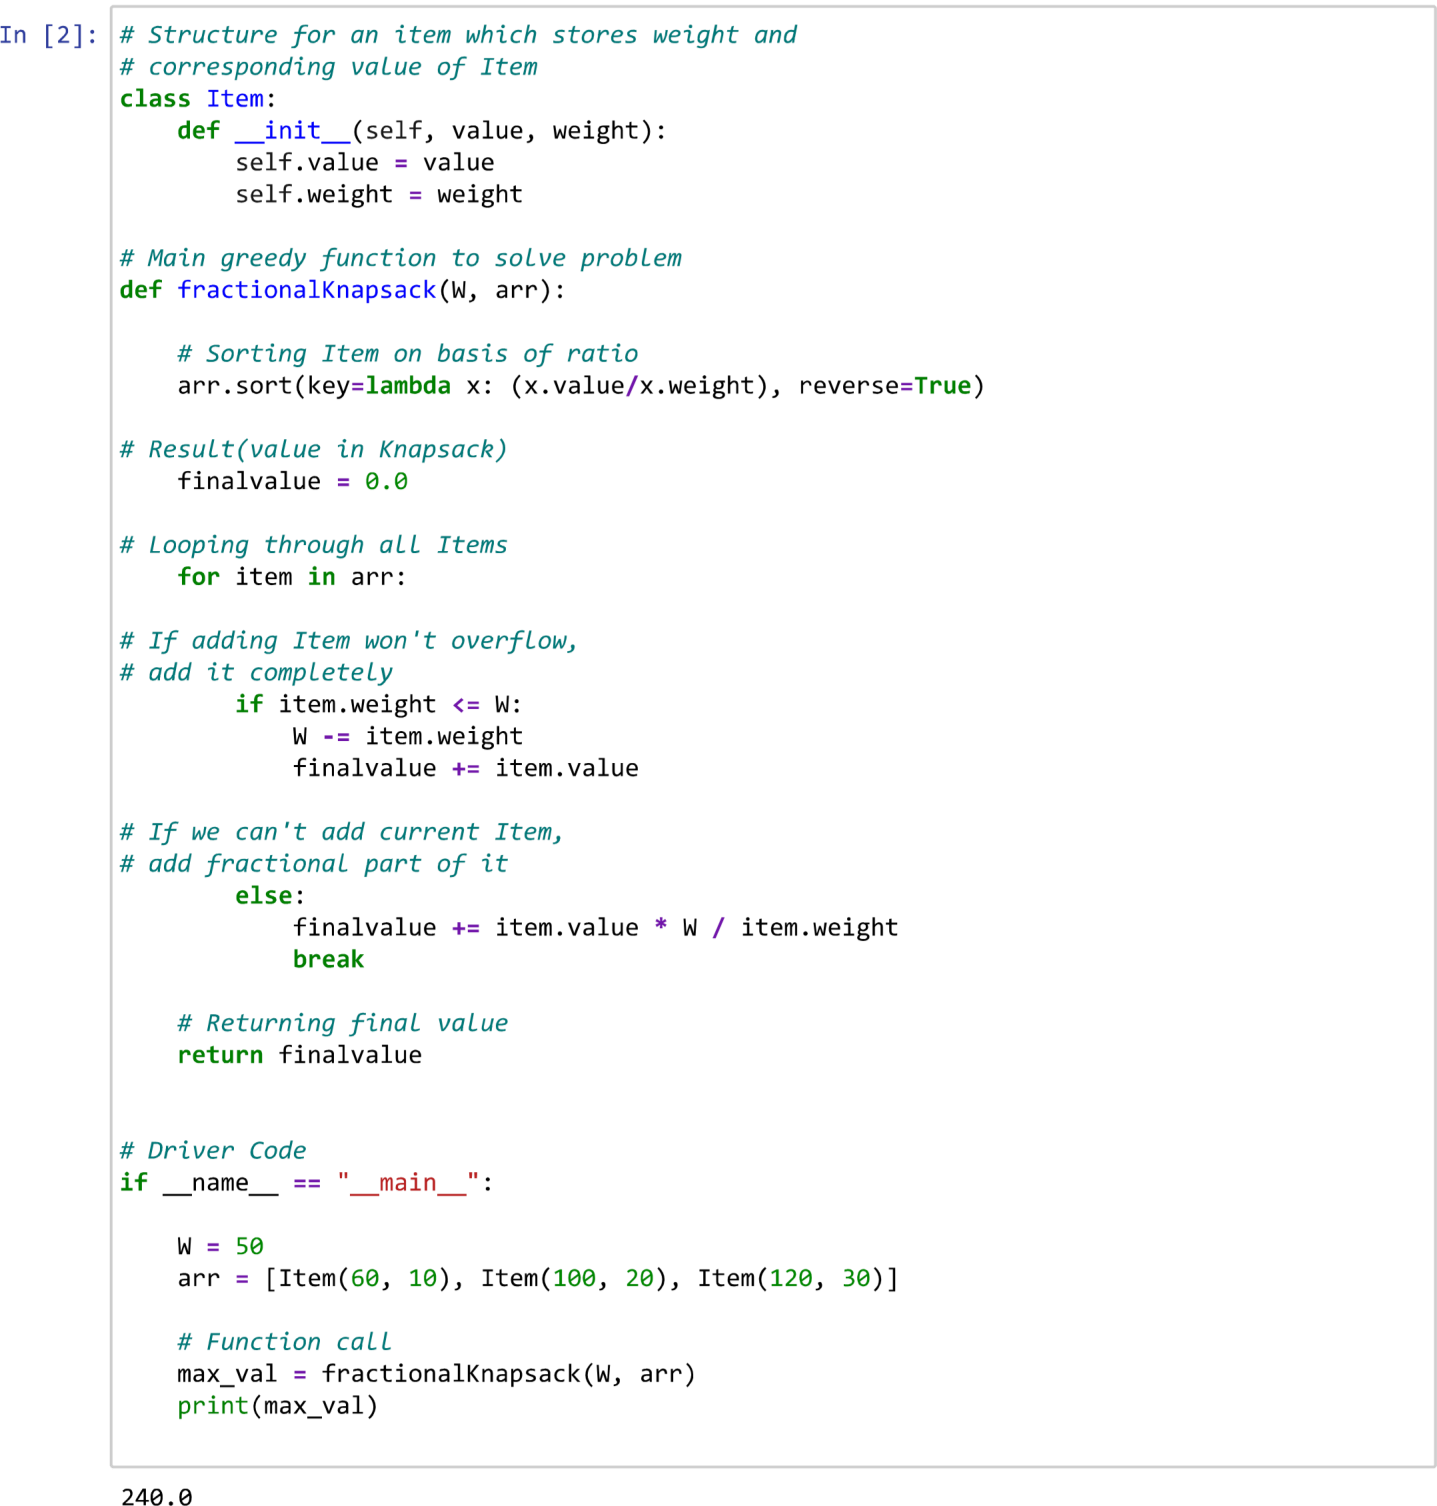 In [2]: # Structure for an item which stores weight and
# corresponding value of Item
class Item:
    def __init__(self, value, weight):
        self.value = value
        self.weight = weight

# Main greedy function to solve problem
def fractionalKnapsack(W, arr):

    # Sorting Item on basis of ratio
    arr.sort(key=lambda x: (x.value/x.weight), reverse=True)

# Result(value in Knapsack)
    finalvalue = 0.0

# Looping through all Items
    for item in arr:

# If adding Item won't overflow,
# add it completely
        if item.weight <= W:
            W -= item.weight
            finalvalue += item.value

# If we can't add current Item,
# add fractional part of it
        else:
            finalvalue += item.value * W / item.weight
            break

    # Returning final value
    return finalvalue


# Driver Code
if __name__ == "__main__":

    W = 50
    arr = [Item(60, 10), Item(100, 20), Item(120, 30)]

    # Function call
    max_val = fractionalKnapsack(W, arr)
    print(max_val)

240.0